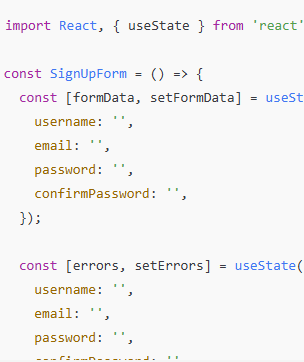 import React, { useState } from 'react'
const SignUpForm = () => {
const [formData, setFormData] = useSt
username: '',
email: '',
password: '',
confirmPassword: '',
});
const [errors, setErrors] = useState(
username: '',
email: '',
password: '',
confirmPassword: ''